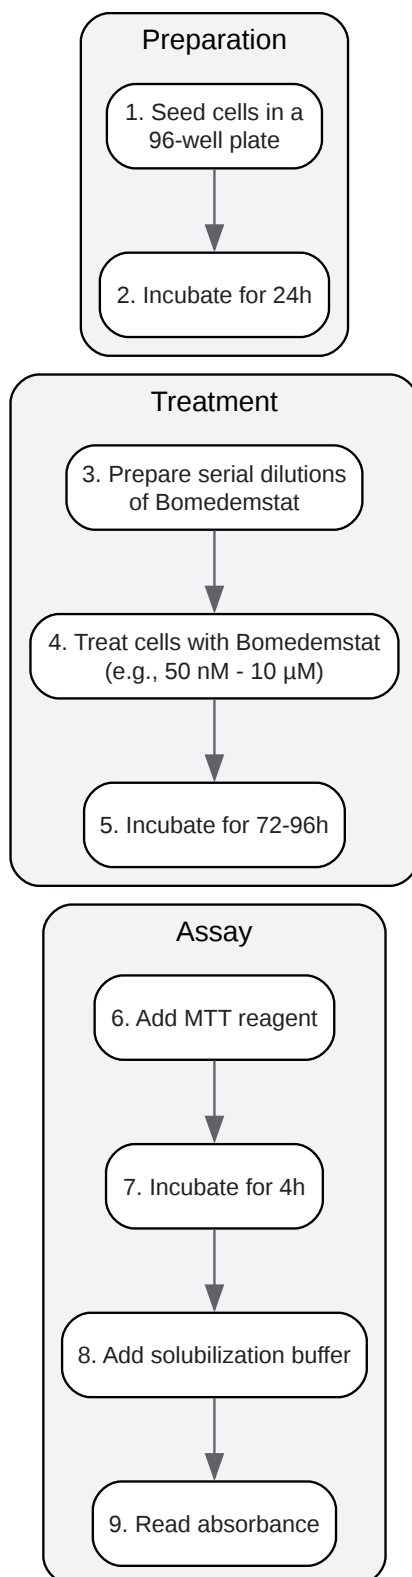 Preparation
1. Seed cells in a
96-well plate
2. Incubate for 24h
Treatment
3. Prepare serial dilutions
of Bomedemstat
4. Treat cells with Bomedemstat
(e.g., 50 nM - 10 µM)
5. Incubate for 72-96h
Assay
6. Add MTT reagent
7. Incubate for 4h
8. Add solubilization buffer
9. Read absorbance